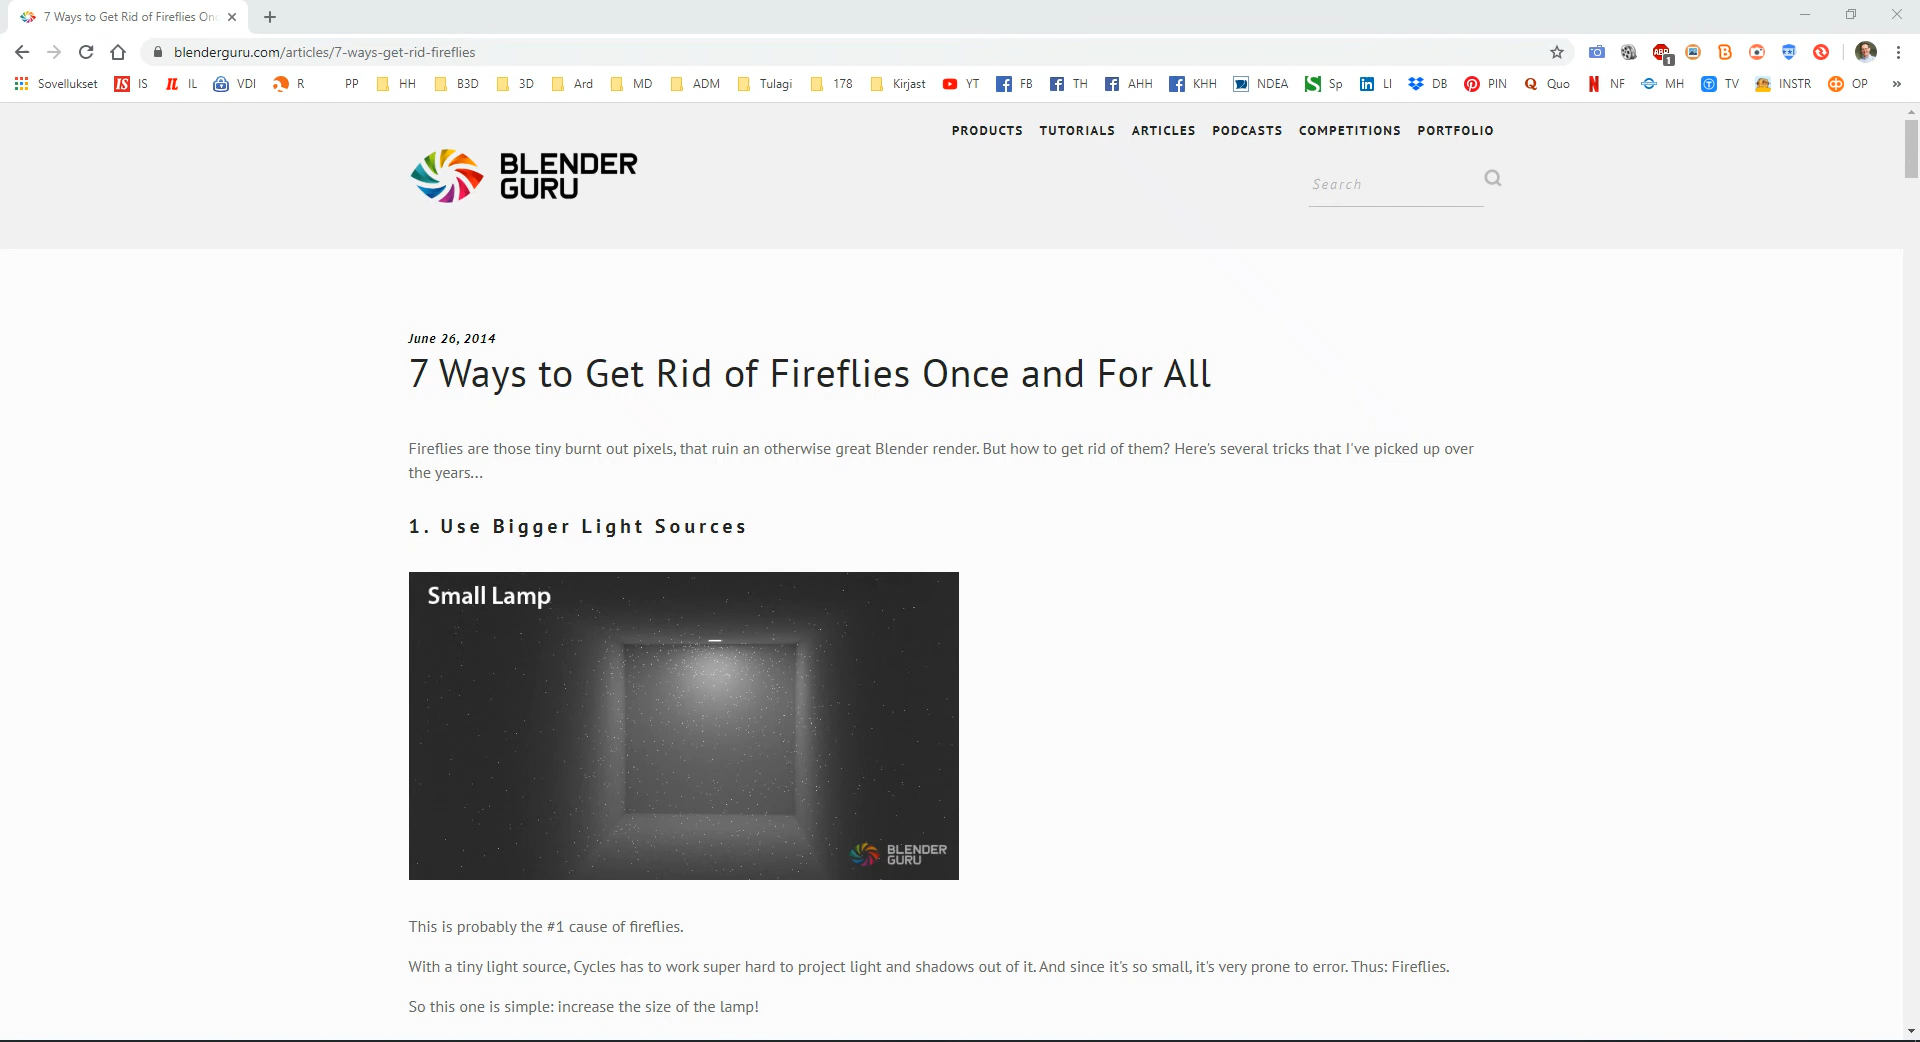 7 Ways to Get Rid of Fireflies Onc
blenderguru.com/articles/7-ways-get-rid-fireflies
ABP 1
Sovellukset IS IS IL IL VDI R PP HH B3D 3D Ard MD ADM Tulagi 178 Kirjast YT FB TH AHH KHH NDEA Sp LI DB PIN Quo NF MH TV INSTR OP »
PRODUCTS TUTORIALS ARTICLES PODCASTS COMPETITIONS PORTFOLIO
BLENDER
GURU
Search
June 26, 2014
7 Ways to Get Rid of Fireflies Once and For All
Fireflies are those tiny burnt out pixels, that ruin an otherwise great Blender render. But how to get rid of them? Here's several tricks that I've picked up over
the years...
1. Use Bigger Light Sources
Small Lamp
BLENDER
GURU
This is probably the #1 cause of fireflies.
With a tiny light source, Cycles has to work super hard to project light and shadows out of it. And since it's so small, it's very prone to error. Thus: Fireflies.
So this one is simple: increase the size of the lamp!